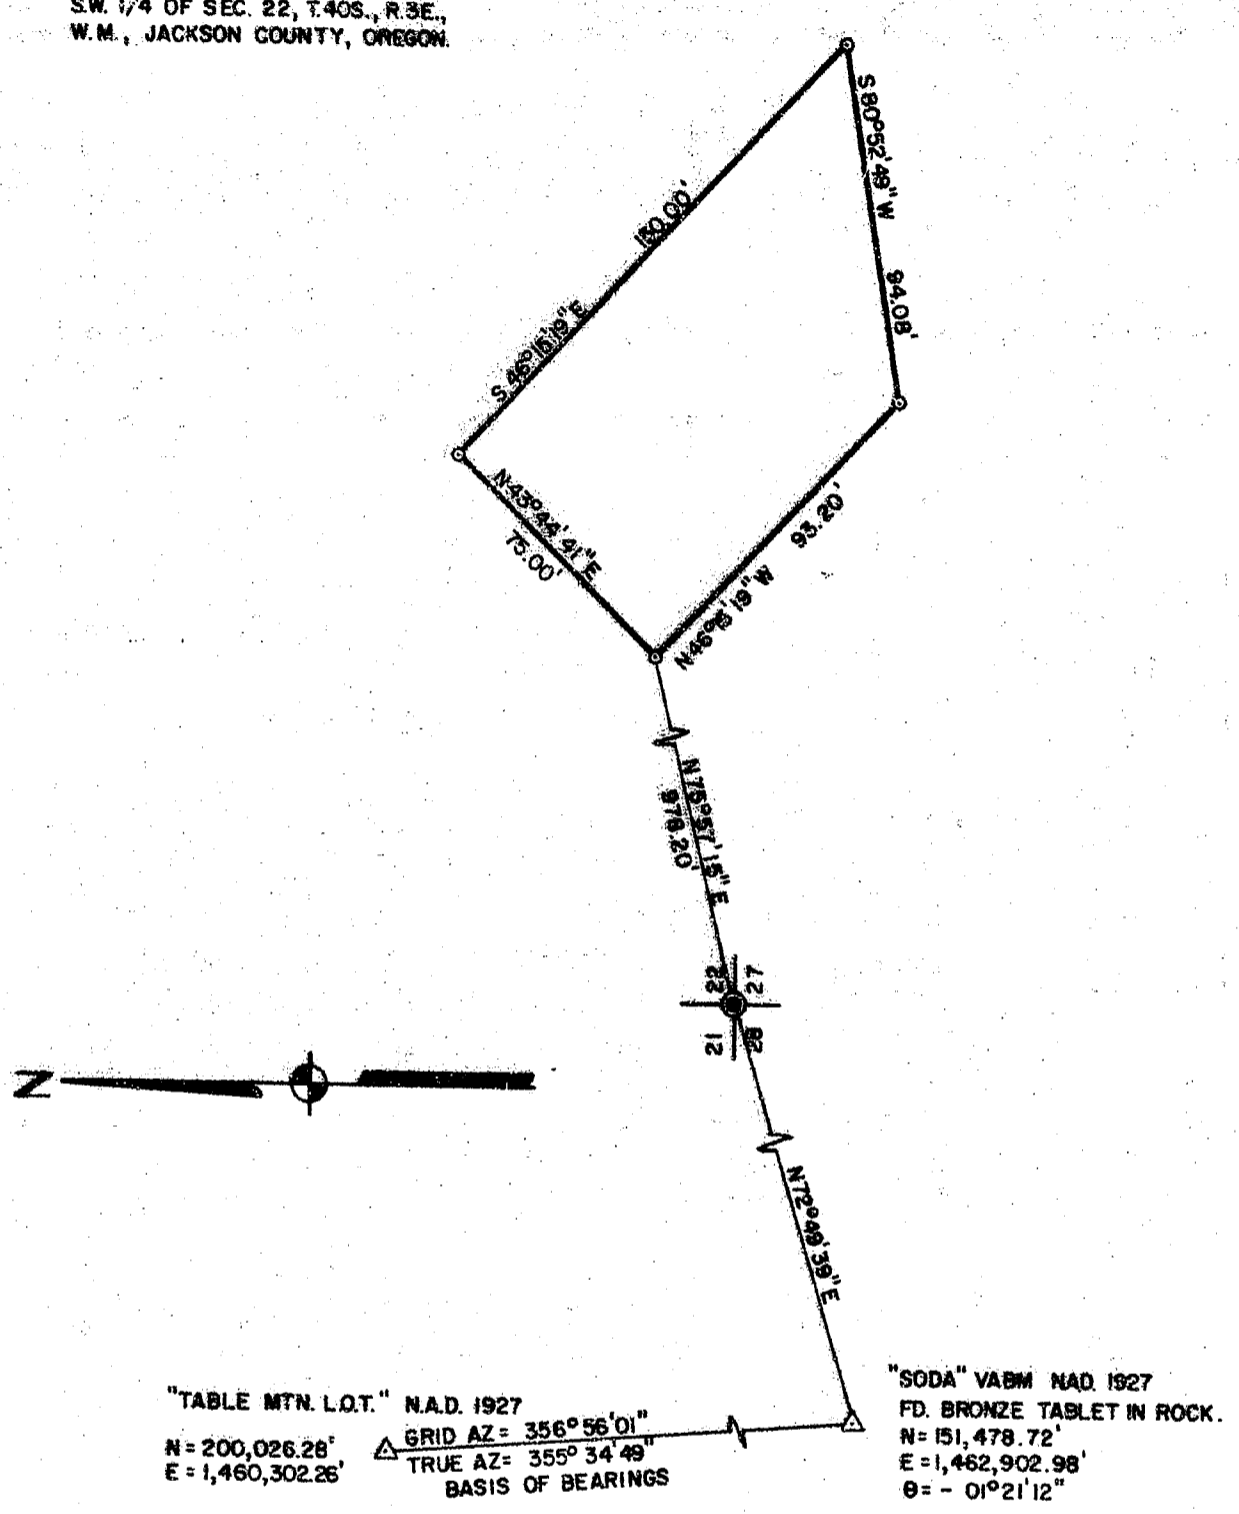 S.W. 1/4 OF SEC. 22, T.40S., R.3E.,
W.M., JACKSON COUNTY, OREGON.
S 80°52'49" W
94.08'
150.00'
S 46°15'19" E
N 43°44'41" E
75.00'
93.20'
N 46°15'19" W
N 75°57'15" E
978.20'
22
27
21
28
N
N 72°49'39" E
"TABLE MTN. L.O.T." N.A.D. 1927
GRID AZ = 356° 56' 01"
N = 200,026.28'
TRUE AZ = 355° 34' 49"
E = 1,460,302.26'
BASIS OF BEARINGS
"SODA" VABM NAD. 1927
FD. BRONZE TABLET IN ROCK.
N = 151,478.72'
E = 1,462,902.98'
θ = - 01°21'12"